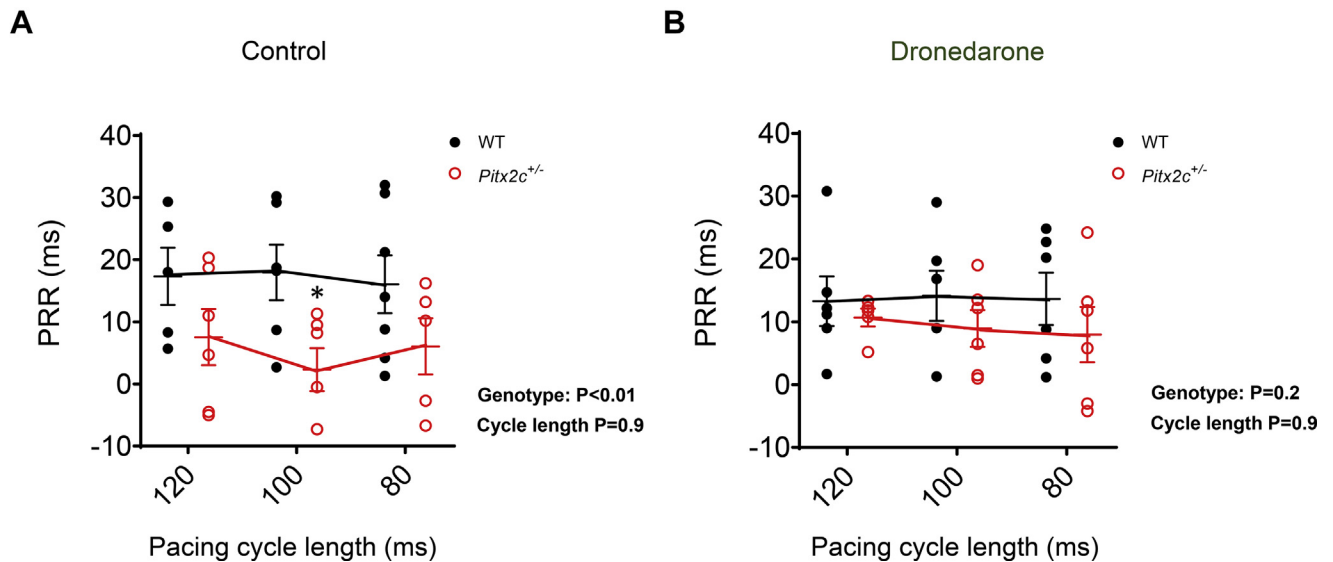 A
Control
40
30
20
10
0
-10
PRR (ms)
WT
Pitx2c+/-
*
Genotype: P<0.01
Cycle length P=0.9
120
100
80
Pacing cycle length (ms)
B
Dronedarone
40
30
20
10
0
-10
PRR (ms)
WT
Pitx2c+/-
Genotype: P=0.2
Cycle length P=0.9
120
100
80
Pacing cycle length (ms)